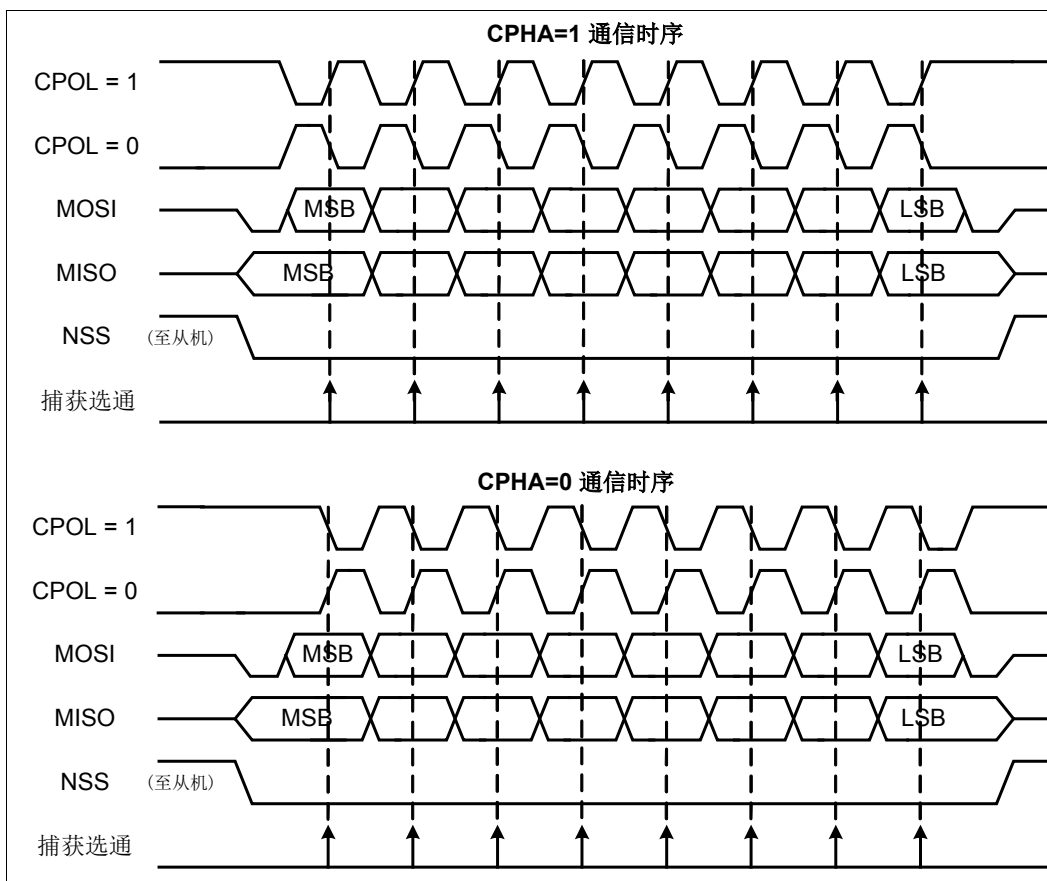 CPHA=1 通信时序
CPOL = 1
CPOL = 0
MOSI MSB LSB
MISO MSB LSB
NSS (至从机)
捕获选通
CPHA=0 通信时序
CPOL = 1
CPOL = 0
MOSI MSB LSB
MISO MSB LSB
NSS (至从机)
捕获选通